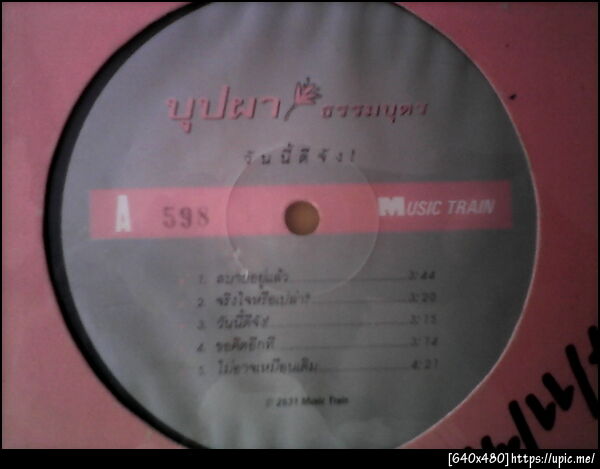 บุปผา ธรรมบุตร
วันนี้ดีจัง!
A 598 MUSIC TRAIN
1. สบายอยู่แล้ว 3:44
2. จริงใจหรือเปล่า? 3:20
3. วันนี้ดีจัง! 3:15
4. ขอคิดอีกที 3:14
5. ไม่อาจเหมือนเดิม 4:21
℗ 2531 Music Train
[640x480]https://upic.me/